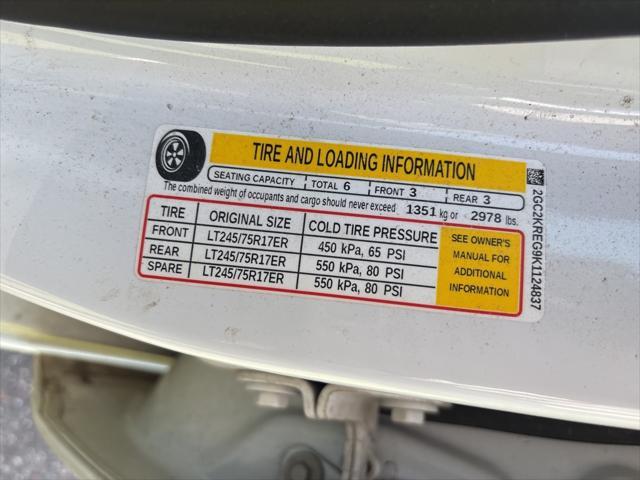 TIRE AND LOADING INFORMATION
SEATING CAPACITY TOTAL 6 FRONT 3 REAR 3
The combined weight of occupants and cargo should never exceed 1351 kg or 2978 lbs.
TIRE ORIGINAL SIZE COLD TIRE PRESSURE
FRONT LT245/75R17ER 450 kPa, 65 PSI
REAR LT245/75R17ER 550 kPa, 80 PSI
SPARE LT245/75R17ER 550 kPa, 80 PSI
SEE OWNER'S
MANUAL FOR
ADDITIONAL
INFORMATION
2GC2KREG9K1124837